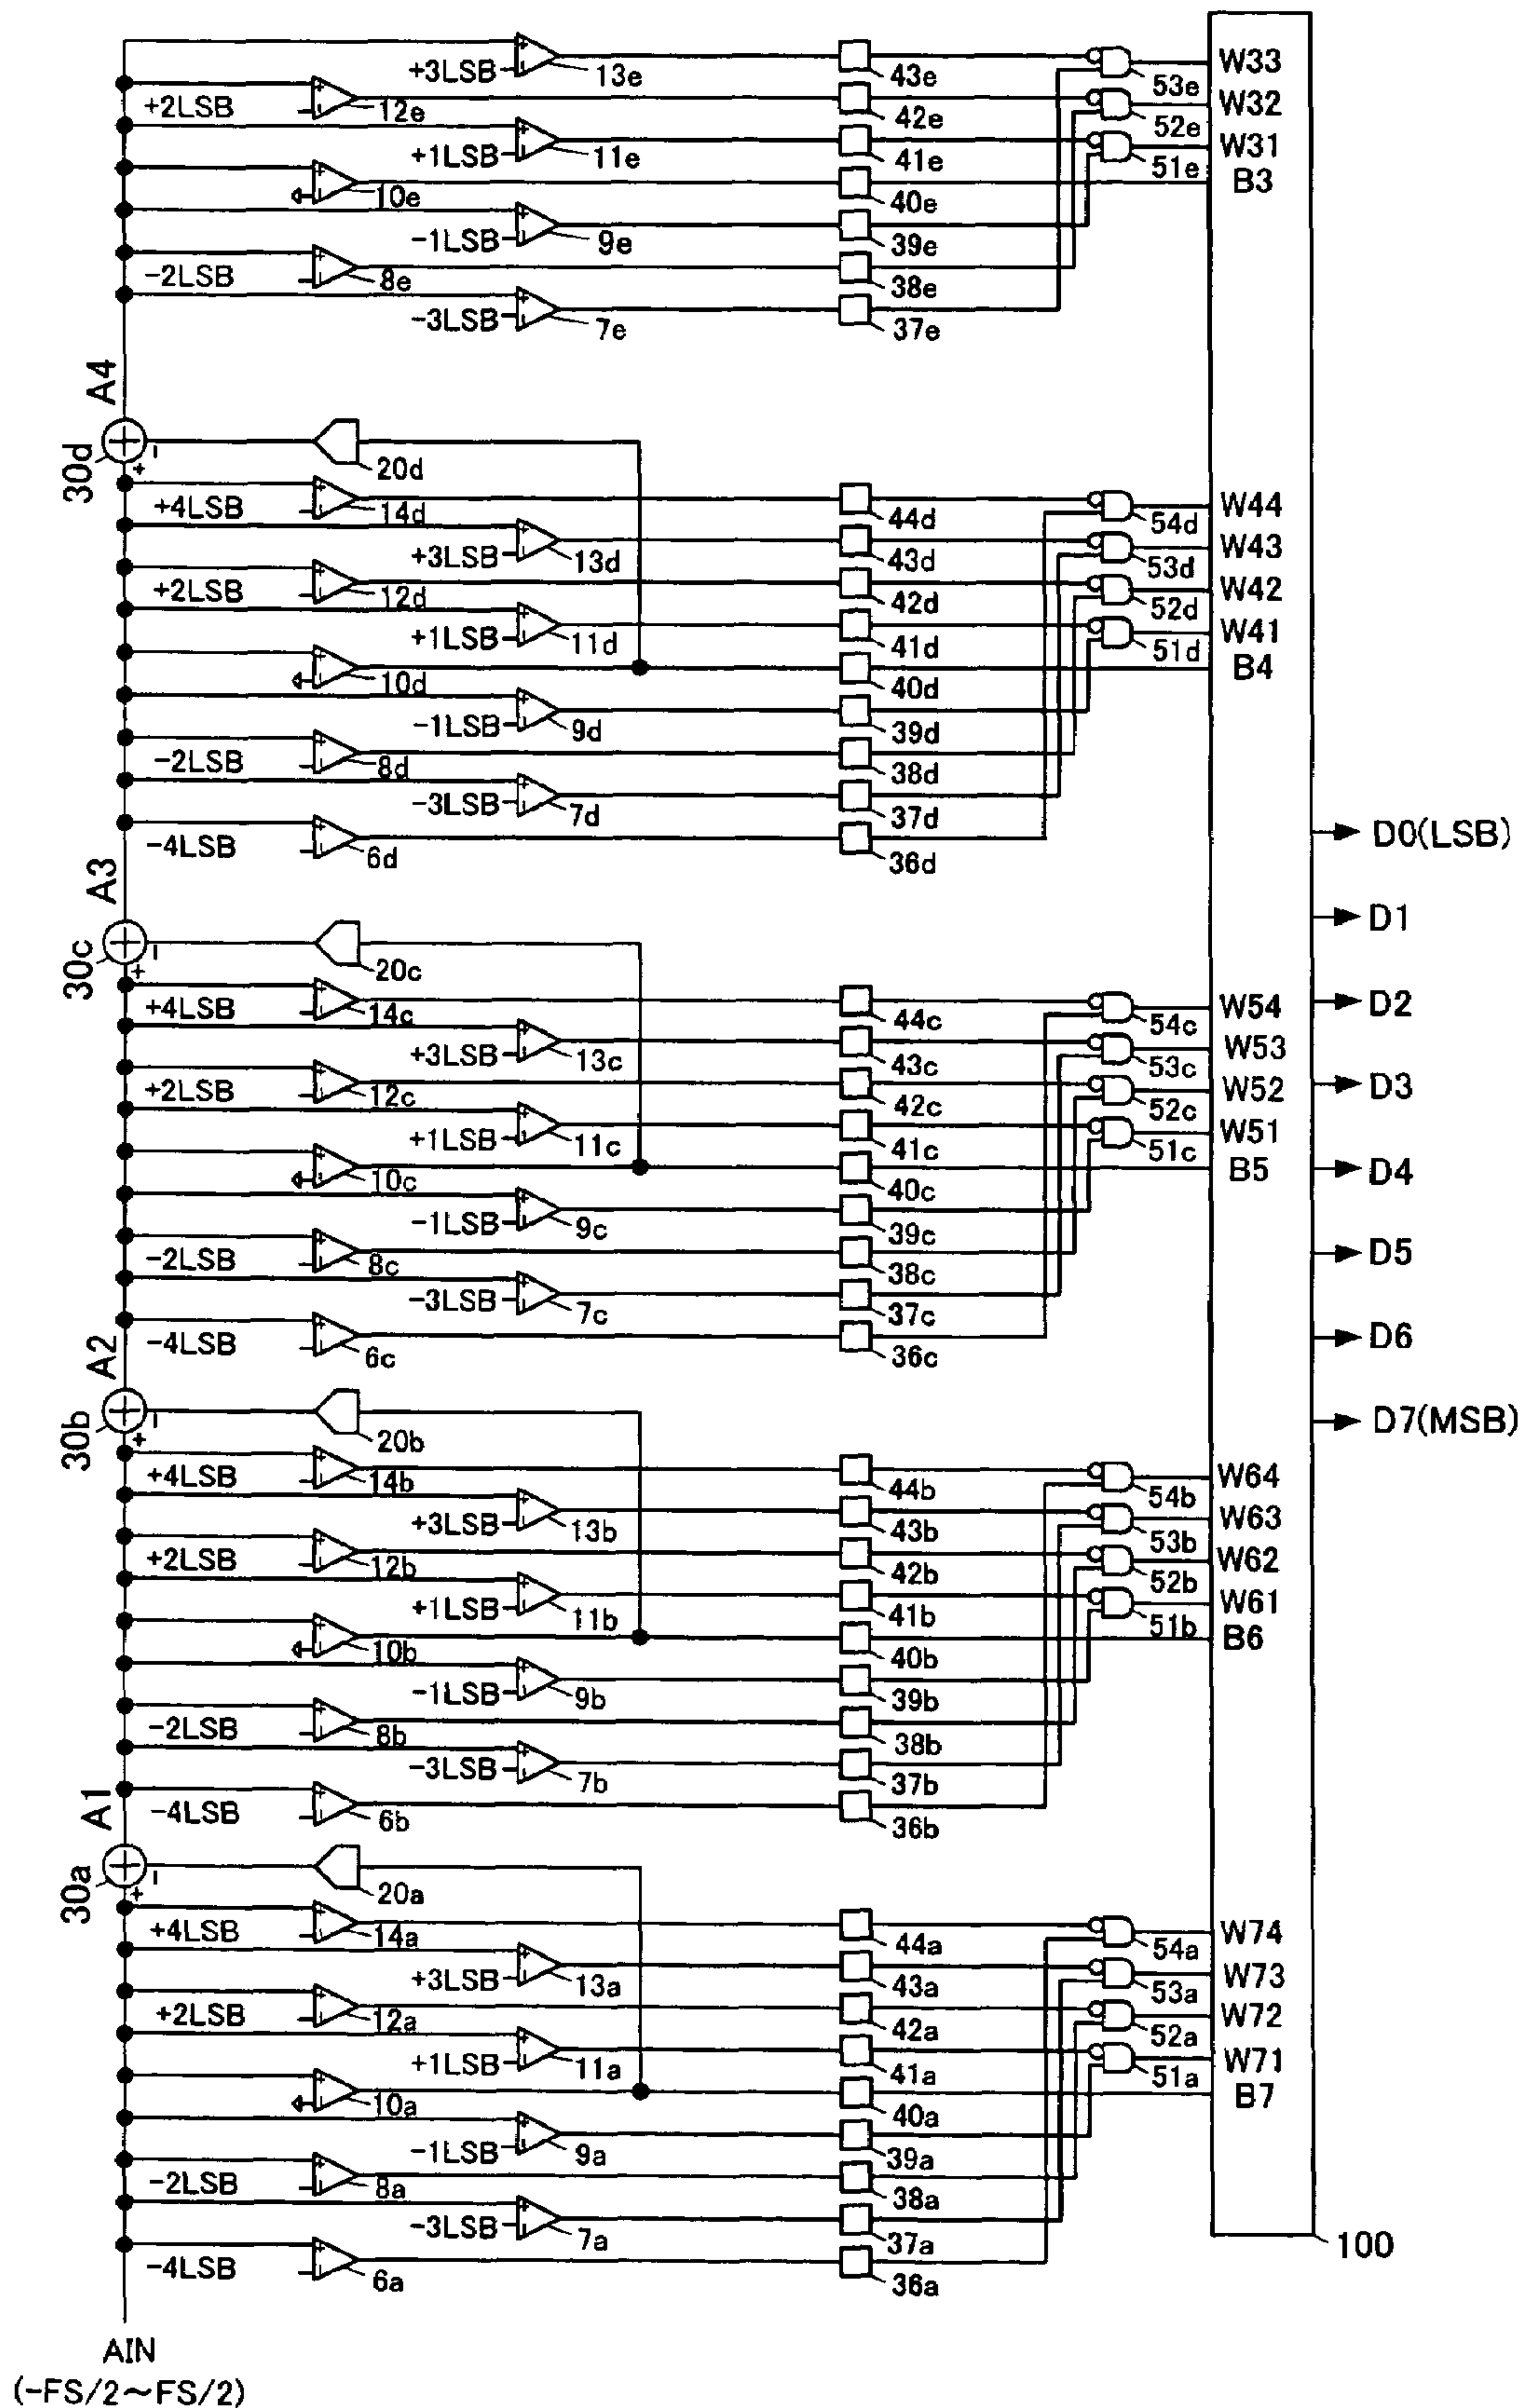 +3LSB 13e 43e 53e W33
+2LSB 12e 42e 52e W32
+1LSB 11e 41e 51e W31
10e 40e B3
-1LSB 9e 39e
-2LSB 8e 38e
-3LSB 7e 37e
A4
30d + - 20d
+4LSB 14d 44d 54d W44
+3LSB 13d 43d 53d W43
+2LSB 12d 42d 52d W42
+1LSB 11d 41d 51d W41
10d 40d B4
-1LSB 9d 39d
-2LSB 8d 38d
-3LSB 7d 37d
D0(LSB)
-4LSB 6d 36d
A3
D1
30c + - 20c
+4LSB 14c 44c 54c W54
D2
+3LSB 13c 43c 53c W53
+2LSB 12c 42c 52c W52
D3
+1LSB 11c 41c 51c W51
10c 40c B5
D4
-1LSB 9c 39c
-2LSB 8c 38c
D5
-3LSB 7c 37c
-4LSB 6c 36c
D6
A2
30b + - 20b
D7(MSB)
+4LSB 14b 44b 54b W64
+3LSB 13b 43b 53b W63
+2LSB 12b 42b 52b W62
+1LSB 11b 41b 51b W61
10b 40b B6
-1LSB 9b 39b
-2LSB 8b 38b
-3LSB 7b 37b
-4LSB 6b 36b
A1
30a + - 20a
+4LSB 14a 44a 54a W74
+3LSB 13a 43a 53a W73
+2LSB 12a 42a 52a W72
+1LSB 11a 41a 51a W71
10a 40a B7
-1LSB 9a 39a
-2LSB 8a 38a
-3LSB 7a 37a
100
-4LSB 6a 36a
AIN
(-FS/2~FS/2)